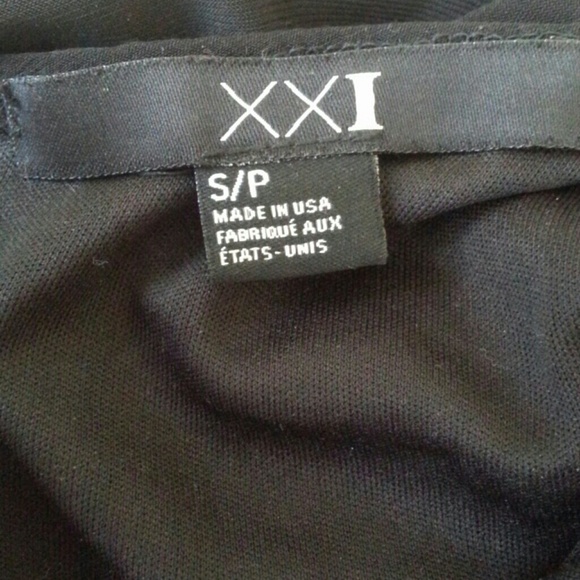 XXI
S/P
MADE IN USA
FABRIQUÉ AUX
ÉTATS-UNIS